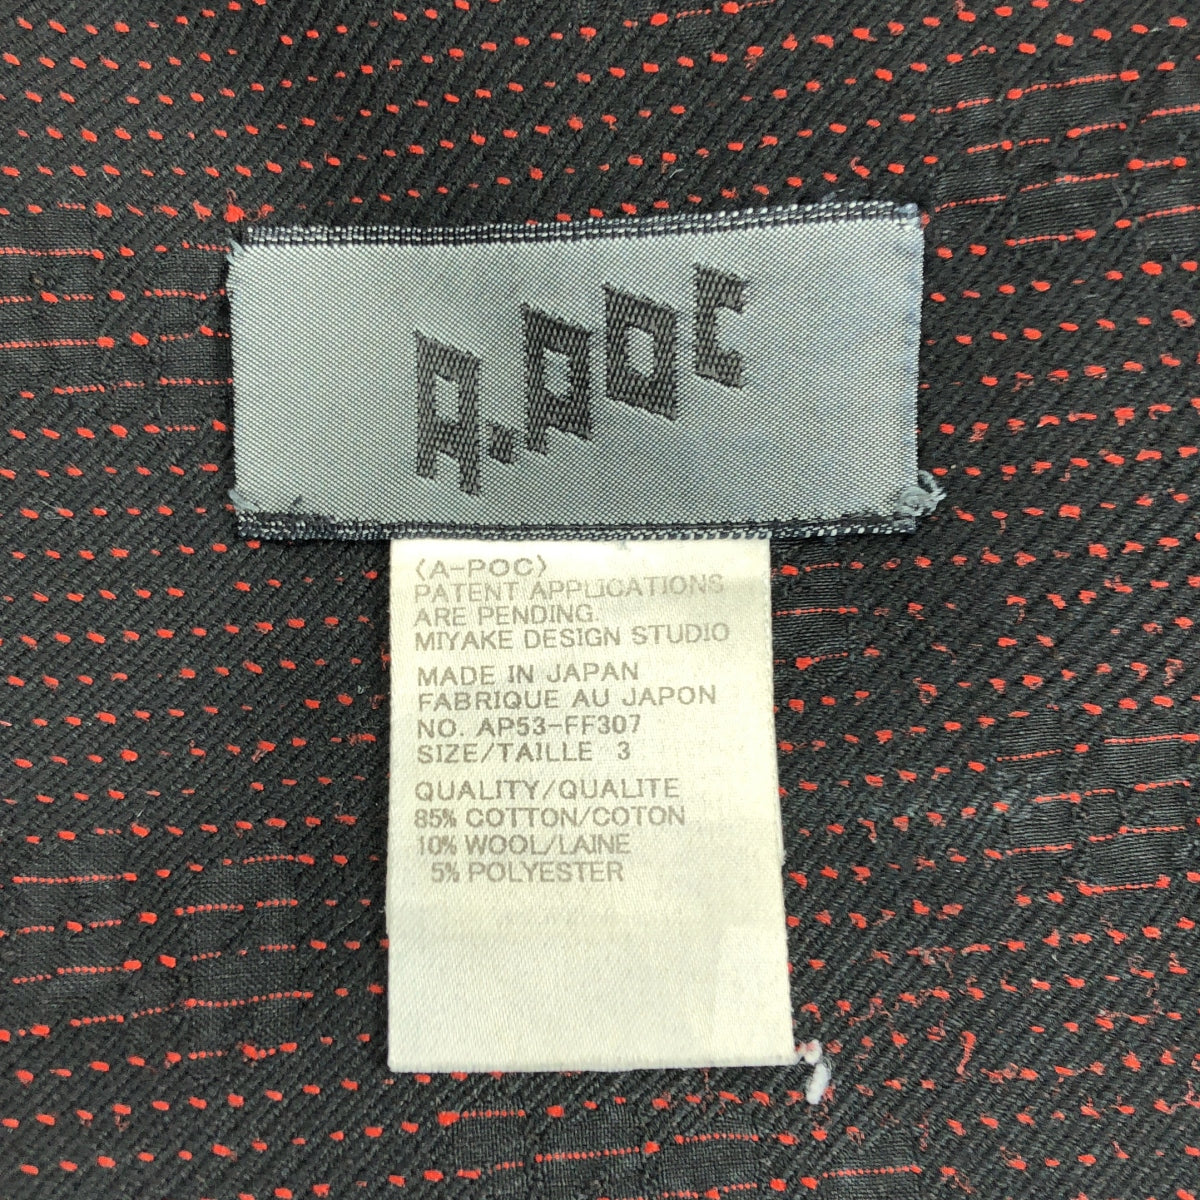 A.POC
〈A-POC〉
PATENT APPLICATIONS
ARE PENDING.
MIYAKE DESIGN STUDIO
MADE IN JAPAN
FABRIQUE AU JAPON
NO. AP53-FF307
SIZE/TAILLE 3
QUALITY/QUALITE
85% COTTON/COTON
10% WOOL/LAINE
5% POLYESTER